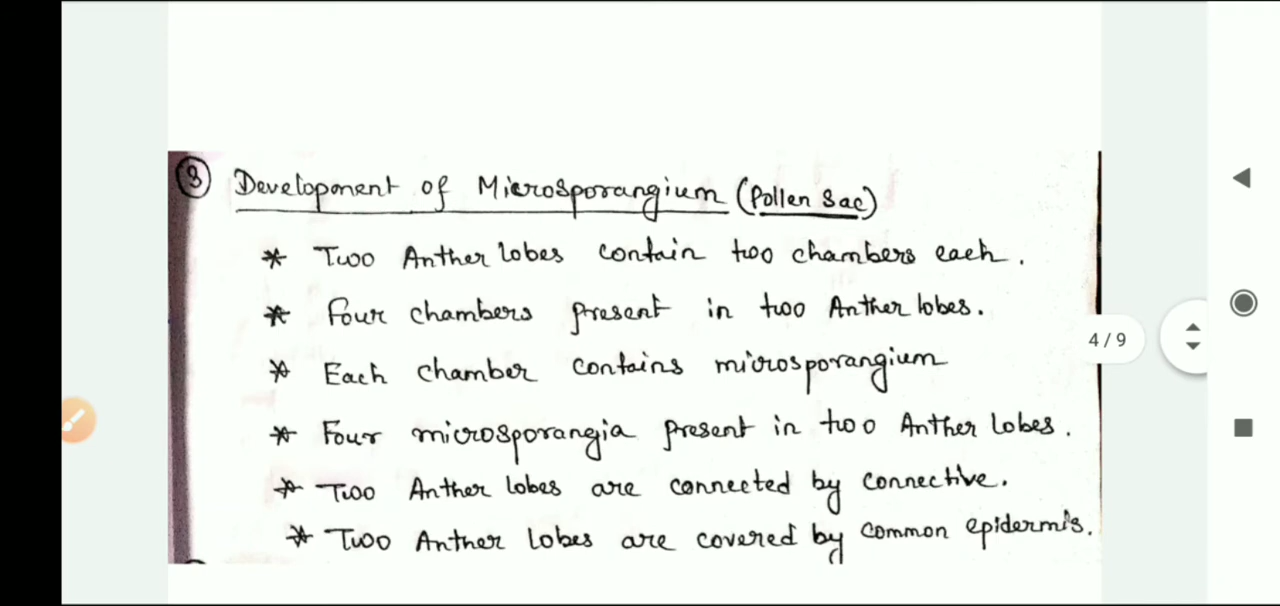 ③ Development of Microsporangium (Pollen Sac)
* Two Anther lobes contain two chambers each.
* Four chambers present in two Anther lobes.
* Each chamber contains microsporangium
* Four microsporangia present in two Anther lobes.
* Two Anther lobes are connected by connective.
* Two Anther lobes are covered by common epidermis.
4/9